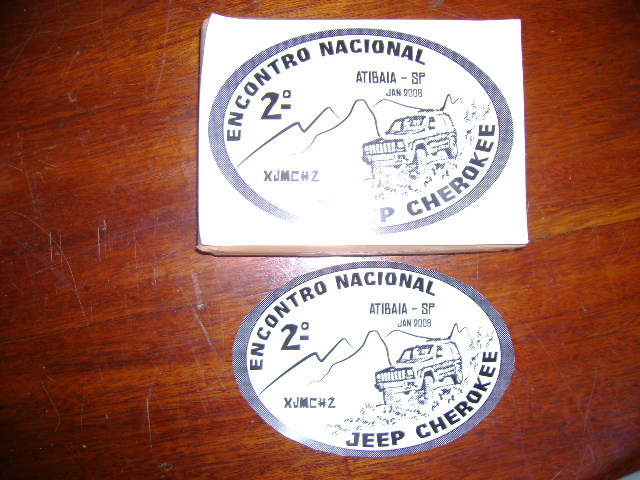 ENCONTRO NACIONAL
ATIBAIA - SP
JAN 2008
2º
XJMC#2
EP CHEROKEE
ENCONTRO NACIONAL
ATIBAIA - SP
JAN 2008
2º
XJMC#2
JEEP CHEROKEE